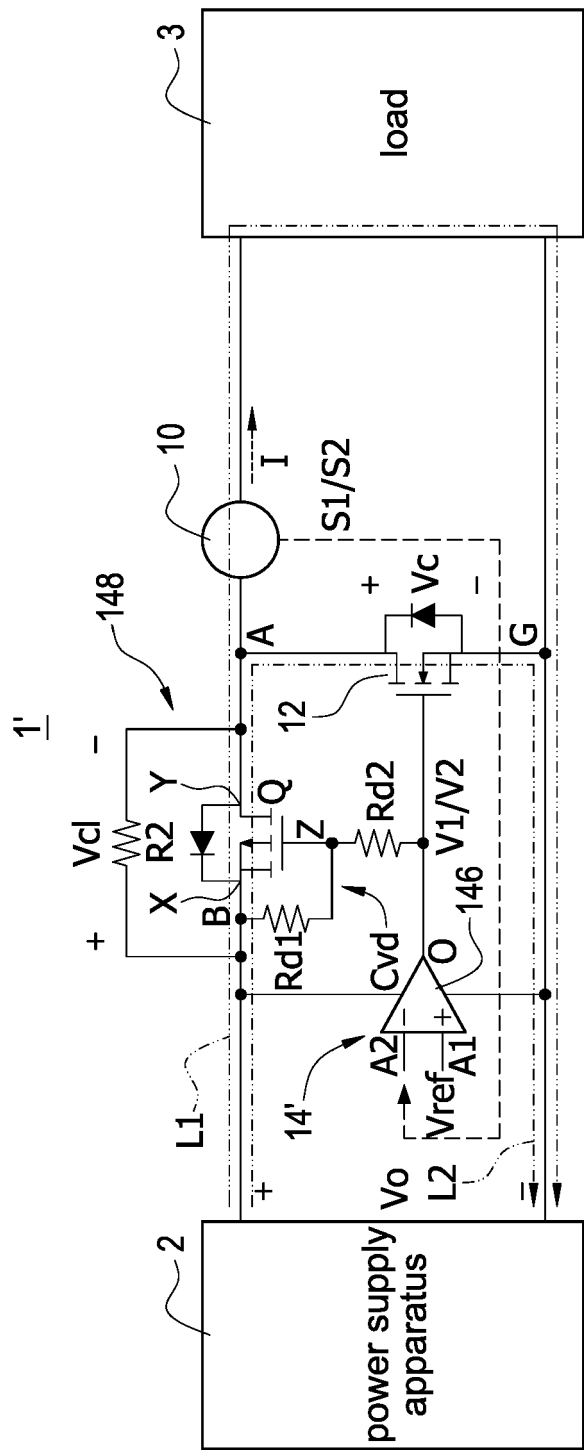 1'
148
Vcl
+
−
R2
X
Y
10
A
I
S1/S2
3
load
2
power supply
apparatus
L1
B
Q
Z
Rd1
Rd2
Cvd
12
+
Vc
−
G
V1/V2
O
146
14'
A2
−
+
A1
Vref
+
Vo
−
L2